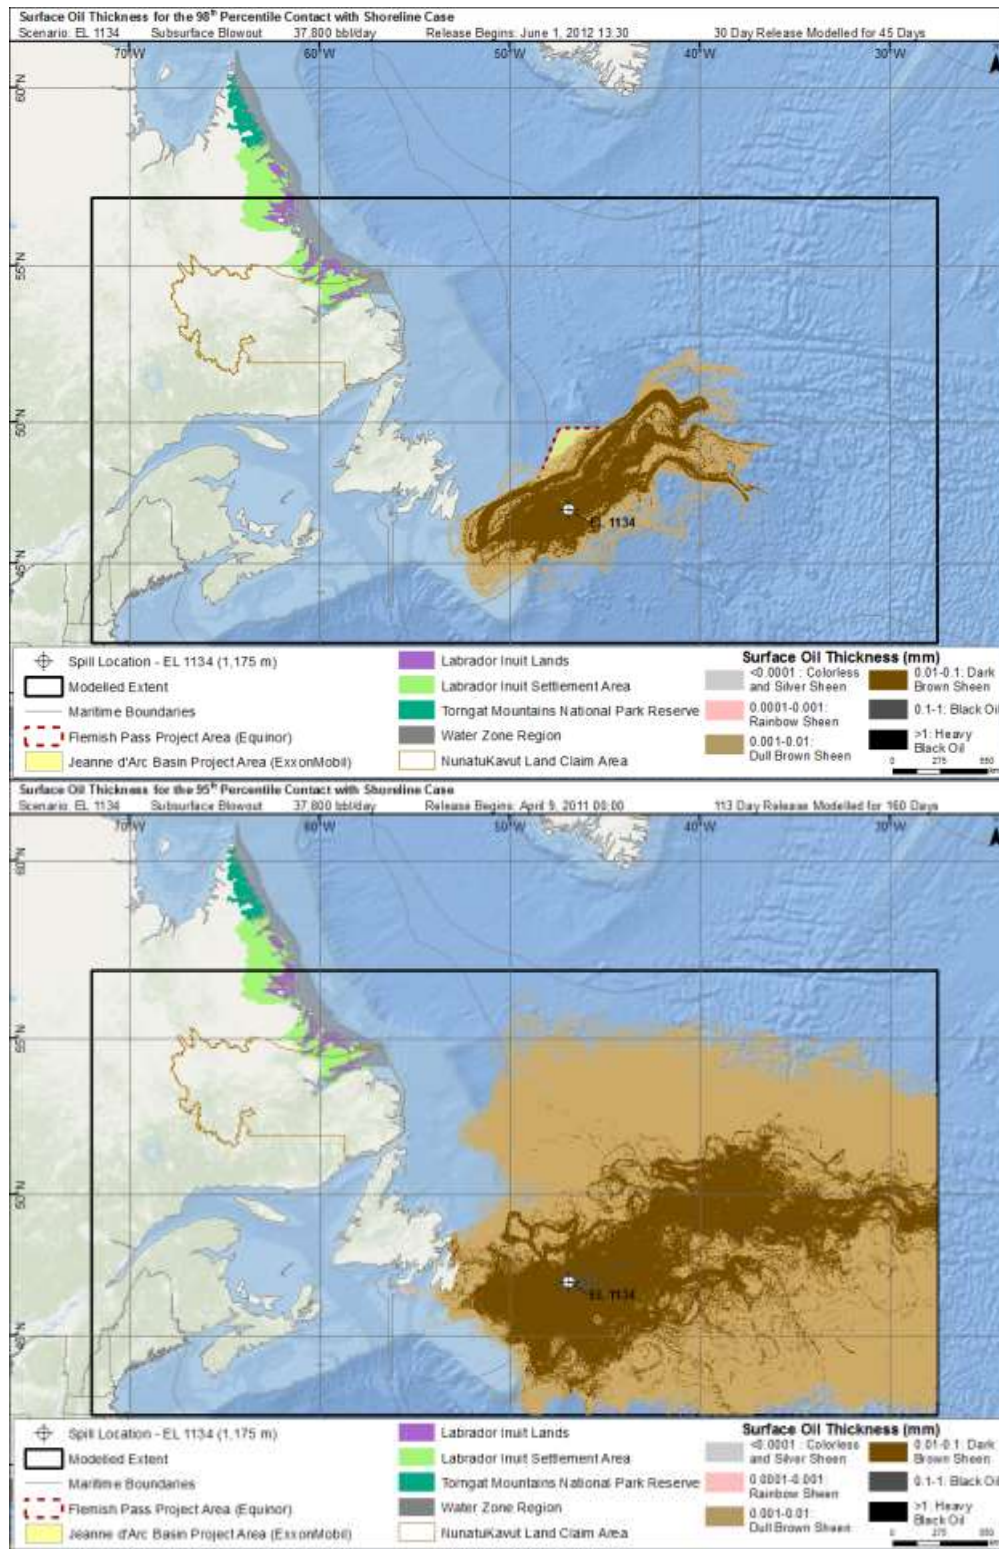 Surface Oil Thickness for the 98th Percentile Contact with Shoreline Case
Scenario: EL 1134 Subsurface Blowout 37,800 bbl/day Release Begins: June 1, 2012 13:30 30 Day Release Modelled for 45 Days
70°W 60°W 50°W 40°W 30°W
60°N
55°N
50°N
45°N
EL 1134
Spill Location - EL 1134 (1,175 m)
Modelled Extent
Maritime Boundaries
Flemish Pass Project Area (Equinor)
Jeanne d'Arc Basin Project Area (ExxonMobil)
Labrador Inuit Lands
Labrador Inuit Settlement Area
Torngat Mountains National Park Reserve
Water Zone Region
NunatuKavut Land Claim Area
Surface Oil Thickness (mm)
<0.0001 : Colorless
and Silver Sheen
0.0001-0.001:
Rainbow Sheen
0.001-0.01:
Dull Brown Sheen
0.01-0.1: Dark
Brown Sheen
0.1-1: Black Oil
>1: Heavy
Black Oil
0 275 550
Surface Oil Thickness for the 95th Percentile Contact with Shoreline Case
Scenario: EL 1134 Subsurface Blowout 37,800 bbl/day Release Begins: April 9, 2011 09:00 113 Day Release Modelled for 160 Days
70°W 60°W 50°W 40°W 30°W
60°N
55°N
50°N
45°N
EL 1134
Spill Location - EL 1134 (1,175 m)
Modelled Extent
Maritime Boundaries
Flemish Pass Project Area (Equinor)
Jeanne d'Arc Basin Project Area (ExxonMobil)
Labrador Inuit Lands
Labrador Inuit Settlement Area
Torngat Mountains National Park Reserve
Water Zone Region
NunatuKavut Land Claim Area
Surface Oil Thickness (mm)
<0.0001 : Colorless
and Silver Sheen
0.0001-0.001:
Rainbow Sheen
0.001-0.01:
Dull Brown Sheen
0.01-0.1: Dark
Brown Sheen
0.1-1: Black Oil
>1: Heavy
Black Oil
0 275 550